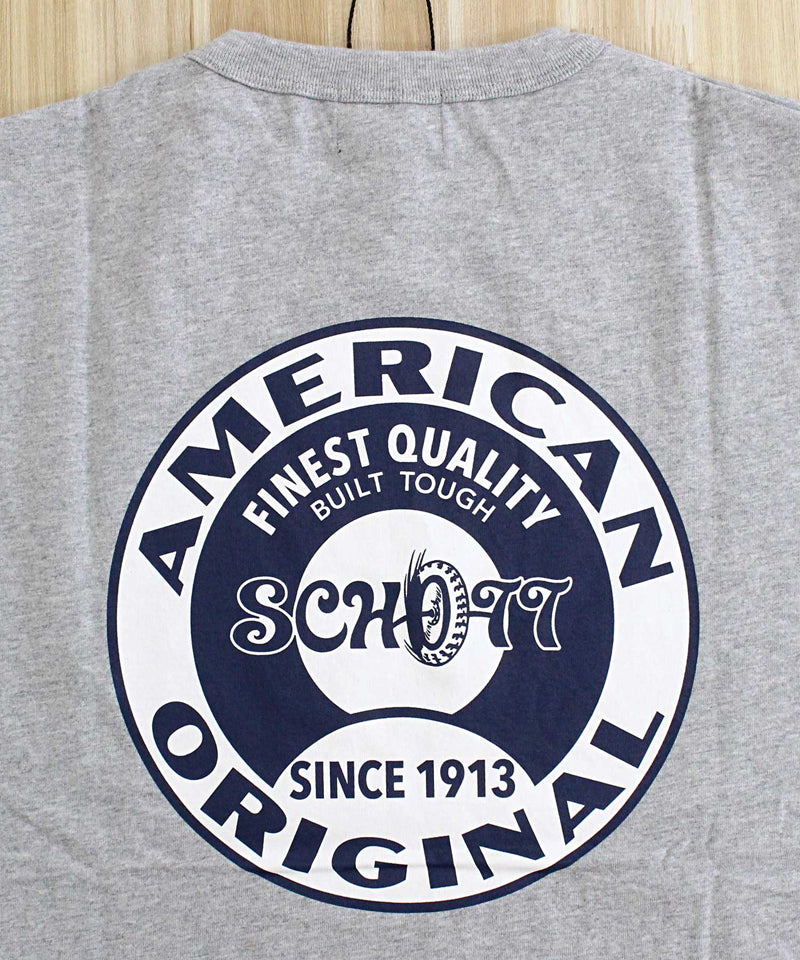 AMERICAN
FINEST QUALITY
BUILT TOUGH
SCHOTT
SINCE 1913
ORIGINAL